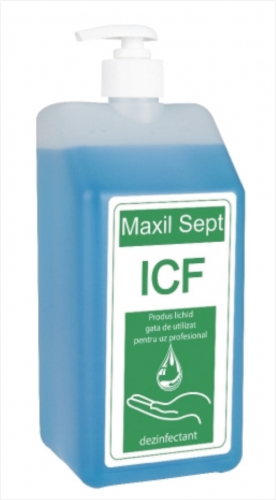 Maxil Sept
ICF
Produs lichid
gata de utilizat
pentru uz profesional
dezinfectant